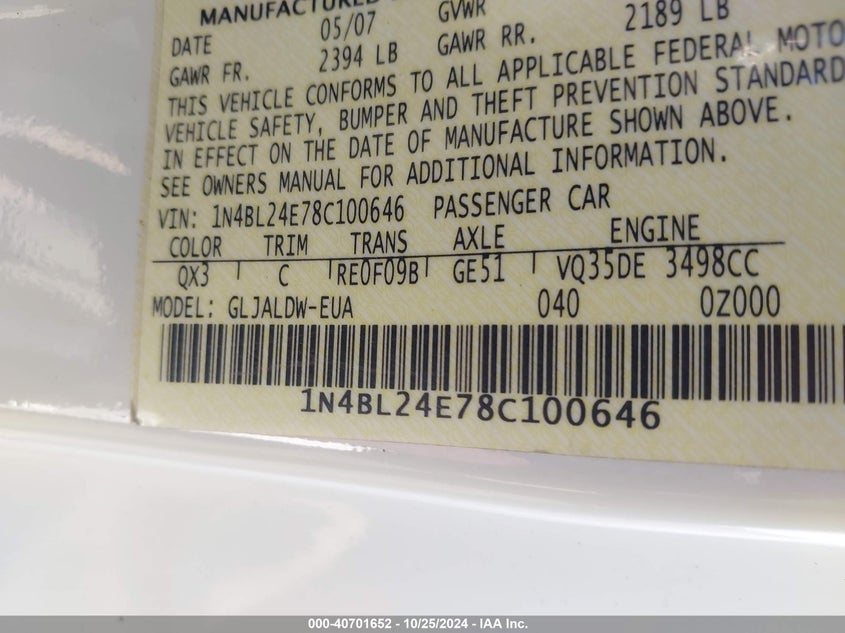 MANUFACTURED
DATE 05/07 GVWR
GAWR FR. 2394 LB GAWR RR. 2189 LB
THIS VEHICLE CONFORMS TO ALL APPLICABLE FEDERAL MOTO
VEHICLE SAFETY, BUMPER AND THEFT PREVENTION STANDARD
IN EFFECT ON THE DATE OF MANUFACTURE SHOWN ABOVE.
SEE OWNERS MANUAL FOR ADDITIONAL INFORMATION.
VIN: 1N4BL24E78C100646 PASSENGER CAR
COLOR TRIM TRANS AXLE ENGINE
QX3 C RE0F09B GE51 VQ35DE 3498CC
MODEL: GLJALDW-EUA 040 0Z000
1N4BL24E78C100646
000-40701652 - 10/25/2024 - IAA Inc.